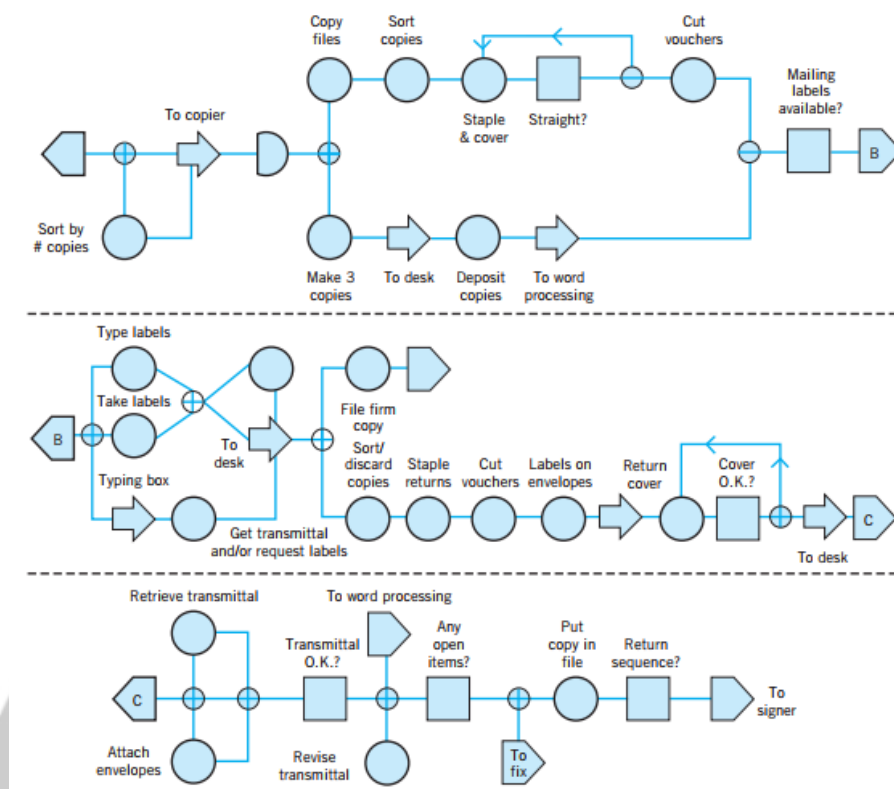 Copy
files
Sort
copies
Cut
vouchers
Mailing
labels
available?
To copier
Staple
& cover
Straight?
B
Sort by
# copies
Make 3
copies
To desk
Deposit
copies
To word
processing
Type labels
Take labels
B
To
desk
Typing box
Get transmittal
and/or request labels
File firm
copy
Sort/
discard
copies
Staple
returns
Cut
vouchers
Labels on
envelopes
Return
cover
Cover
O.K.?
To desk
C
Retrieve transmittal
To word processing
Transmittal
O.K.?
Any
open
items?
Put
copy in
file
Return
sequence?
C
To
signer
Attach
envelopes
Revise
transmittal
To
fix